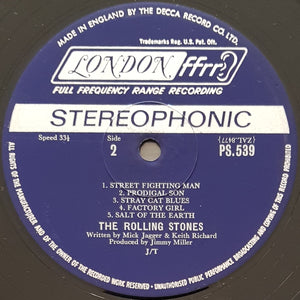 MADE IN ENGLAND BY THE DECCA RECORD CO. LTD.
Trademarks Reg. U.S. Pat. Off.
LONDON ffrr
FULL FREQUENCY RANGE RECORDING
STEREOPHONIC
Speed 33⅓
Side
2
(ZAL.8477)
PS.539
1. STREET FIGHTING MAN
2. PRODIGAL SON
3. STRAY CAT BLUES
4. FACTORY GIRL
5. SALT OF THE EARTH
THE ROLLING STONES
Written by Mick Jagger & Keith Richard
Produced by Jimmy Miller
J/T
ALL RIGHTS OF THE MANUFACTURER AND OF THE OWNER OF THE RECORDED WORK RESERVED. UNAUTHORISED PUBLIC PERFORMANCE BROADCASTING AND COPYING OF THIS RECORD PROHIBITED